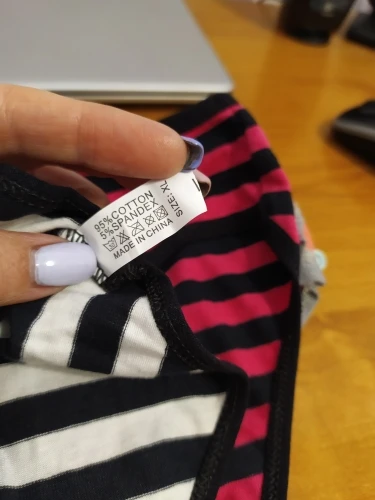 95%COTTON
5%SPANDEX
MADE IN CHINA
SIZE: XL